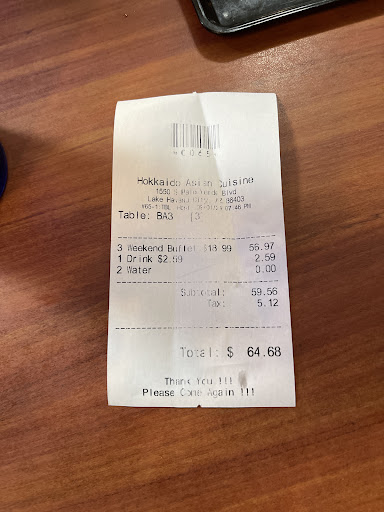 Hokkaido Asian Cuisine
Lake Havasu City, AZ 86403
Table: BA3
3 Weekend Buffet $18.99 56.97
1 Drink $2.59 2.59
2 Water 0.00
Subtotal: 59.56
Tax: 5.12
Total: $ 64.68
Thank You !!!
Please Come Again !!!